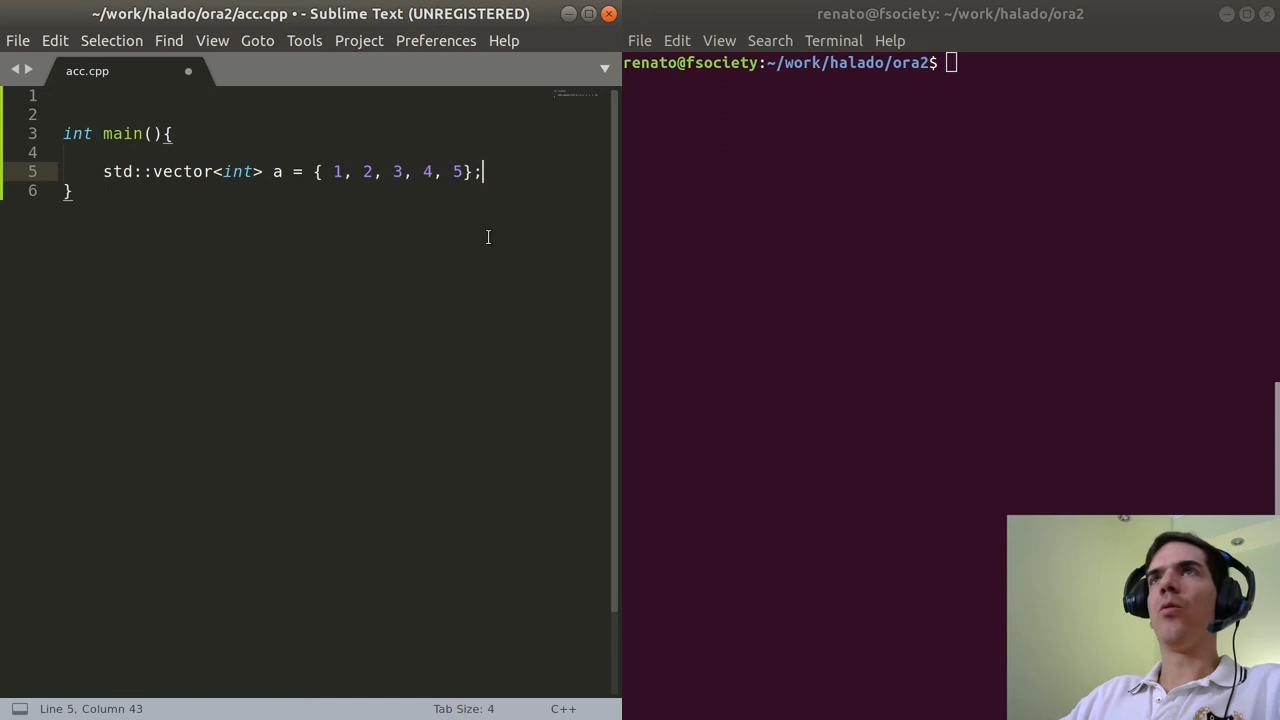 ~/work/halado/ora2/acc.cpp • - Sublime Text (UNREGISTERED)
File Edit Selection Find View Goto Tools Project Preferences Help
acc.cpp
1
2
3 int main(){
4
5 std::vector<int> a = { 1, 2, 3, 4, 5};
6 }
Line 5, Column 43 Tab Size: 4 C++
renato@fsociety: ~/work/halado/ora2
File Edit View Search Terminal Help
renato@fsociety:~/work/halado/ora2$